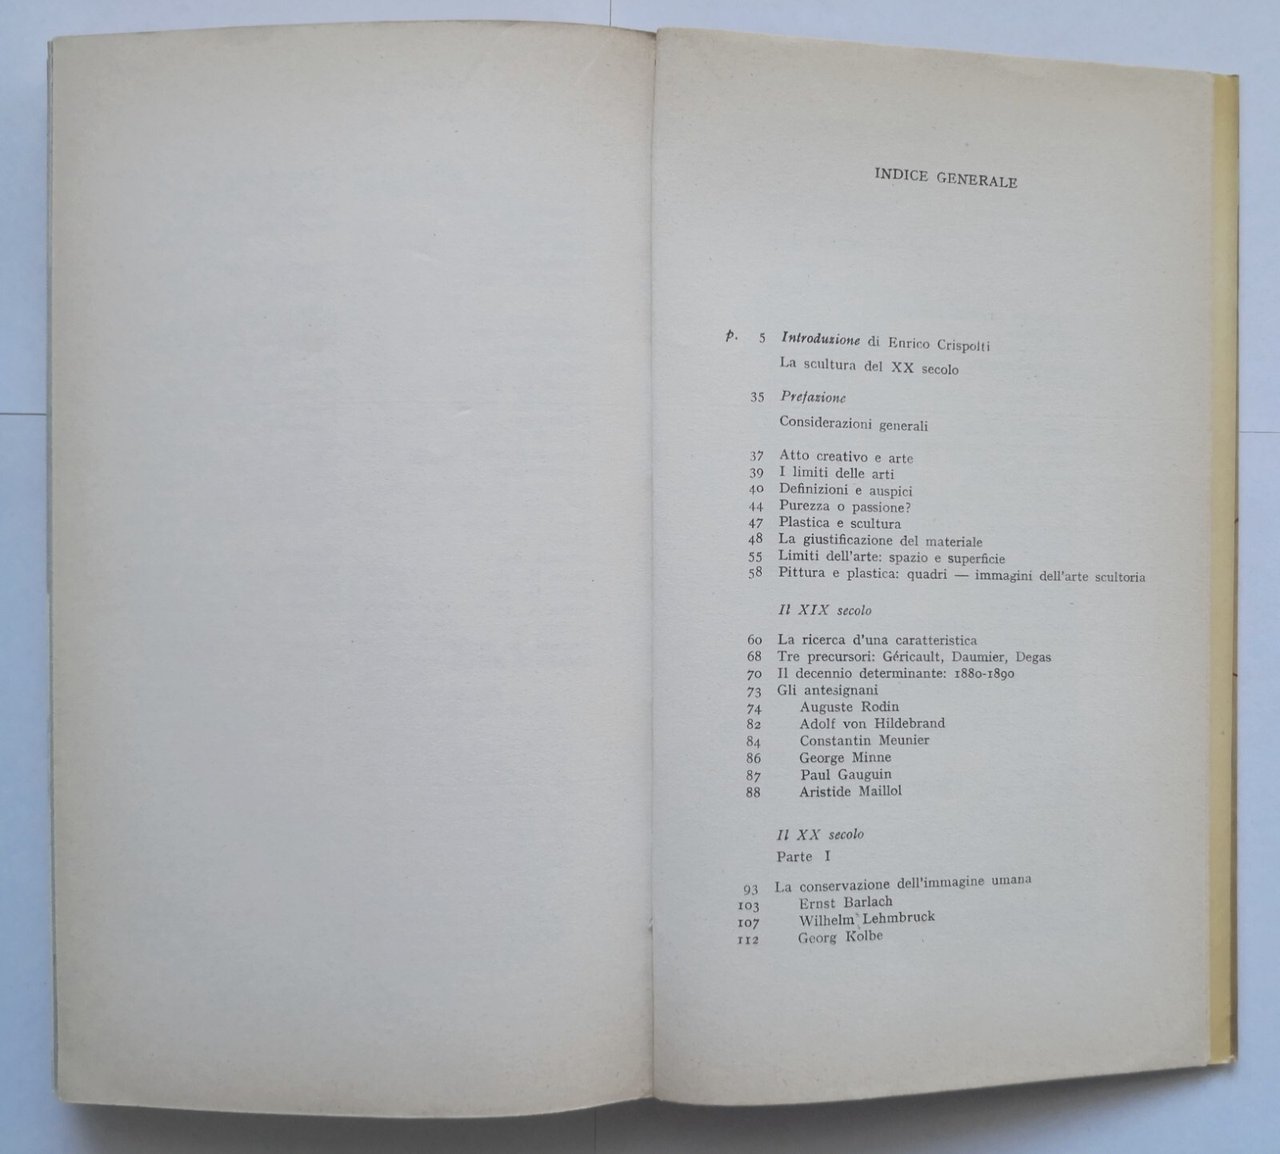 INDICE GENERALE
p. 5 Introduzione di Enrico Crispolti
La scultura del XX secolo
35 Prefazione
Considerazioni generali
37 Atto creativo e arte
39 I limiti delle arti
40 Definizioni e auspici
44 Purezza o passione?
47 Plastica e scultura
48 La giustificazione del materiale
55 Limiti dell'arte: spazio e superficie
58 Pittura e plastica: quadri — immagini dell'arte scultoria
Il XIX secolo
60 La ricerca d'una caratteristica
68 Tre precursori: Géricault, Daumier, Degas
70 Il decennio determinante: 1880-1890
73 Gli antesignani
74 Auguste Rodin
82 Adolf von Hildebrand
84 Constantin Meunier
86 George Minne
87 Paul Gauguin
88 Aristide Maillol
Il XX secolo
Parte I
93 La conservazione dell'immagine umana
103 Ernst Barlach
107 Wilhelm Lehmbruck
112 Georg Kolbe